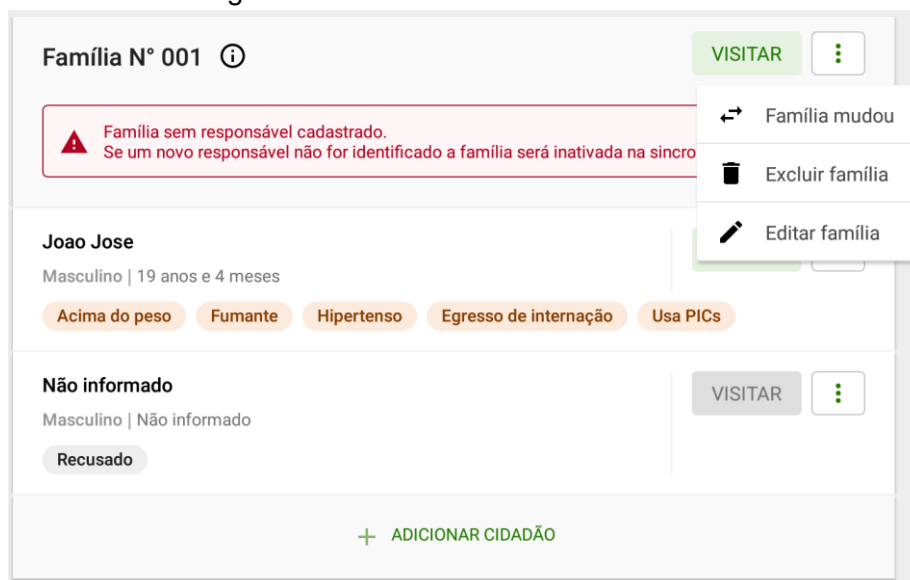 Família N° 001
VISITAR
Família mudou
Família sem responsável cadastrado.
Se um novo responsável não for identificado a família será inativada na sincro
Excluir família
Editar família
Joao Jose
Masculino | 19 anos e 4 meses
Acima do peso Fumante Hipertenso Egresso de internação Usa PICs
Não informado
VISITAR
Masculino | Não informado
Recusado
+ ADICIONAR CIDADÃO